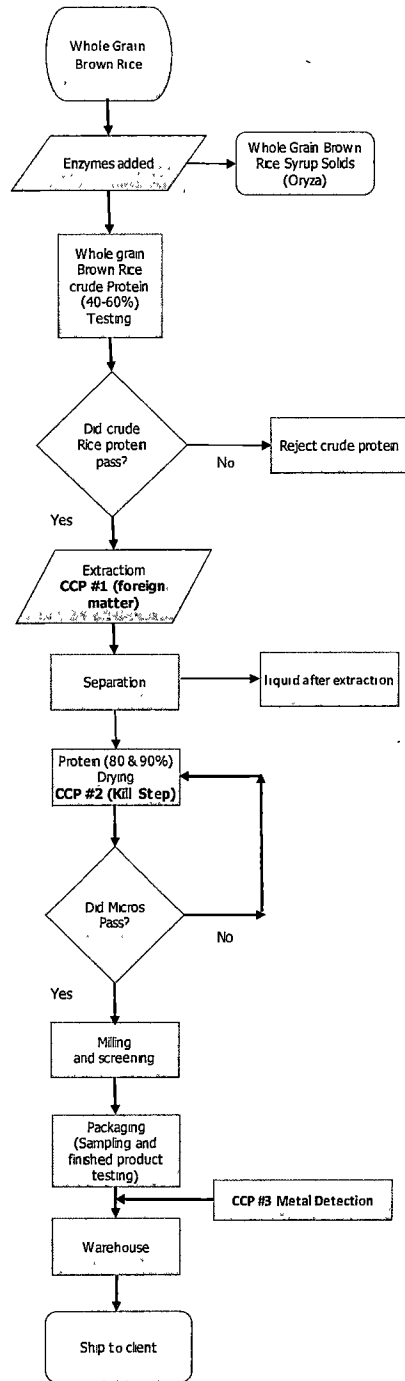 Whole Grain
Brown Rice
Enzymes added
Whole Grain Brown
Rice Syrup Solids
(Oryza)
Whole grain
Brown Rice
crude Protein
(40-60%)
Testing
Did crude
Rice protein
pass?
No
Reject crude protein
Yes
Extractiom
CCP #1 (foreign
matter)
Separation
liquid after extraction
Protein (80 & 90%)
Drying
CCP #2 (Kill Step)
Did Micros
Pass?
No
Yes
Milling
and screening
Packaging
(Sampling and
finished product
testing)
CCP #3 Metal Detection
Warehouse
Ship to client